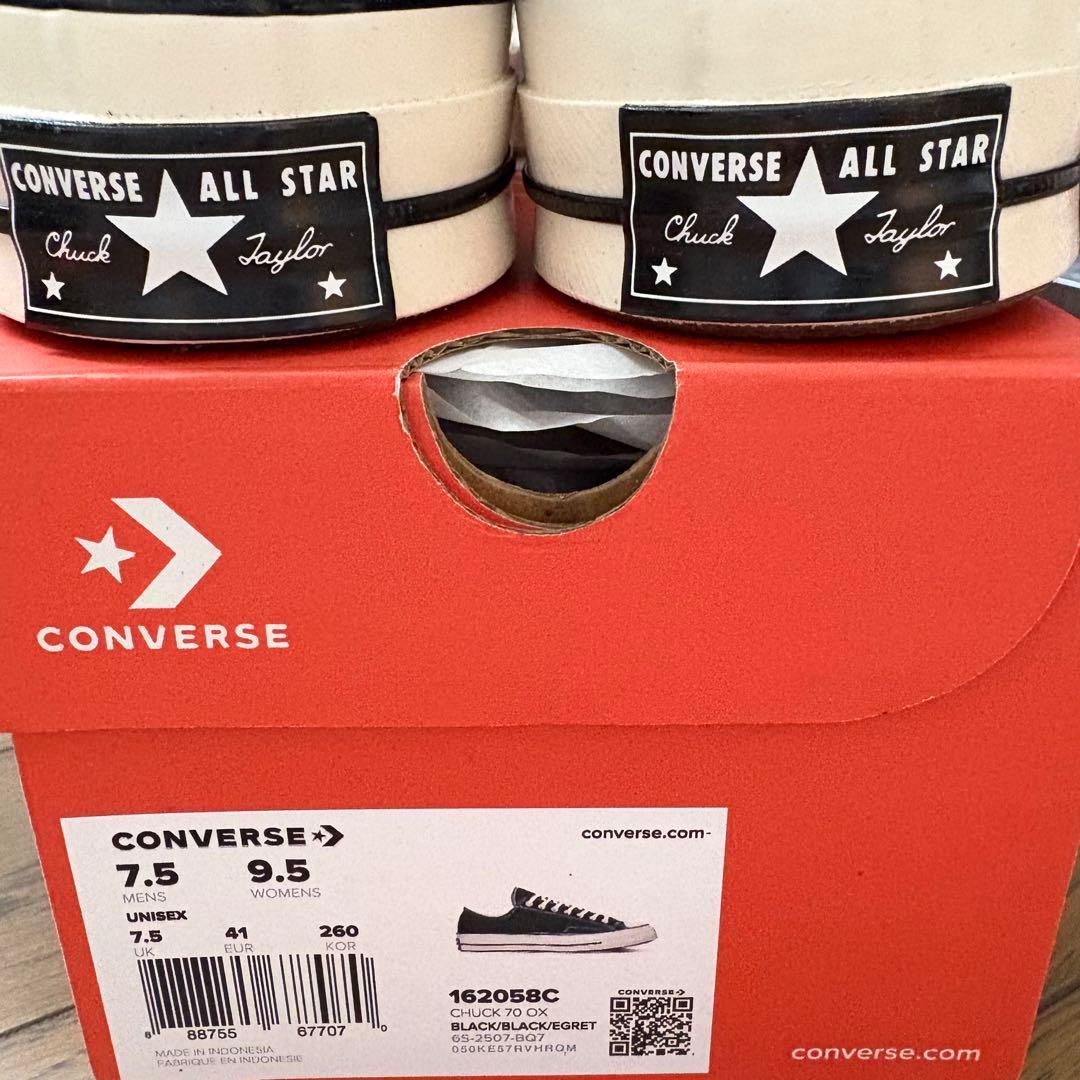 CONVERSE ALL STAR
Chuck Taylor
CONVERSE ALL STAR
Chuck Taylor
CONVERSE
CONVERSE
converse.com
7.5 9.5
MENS WOMENS
UNISEX
7.5 41 260
UK EUR KOR
8 88755 67707 0
MADE IN INDONESIA
FABRIQUE EN INDONESIE
162058C
CHUCK 70 OX
BLACK/BLACK/EGRET
6S-2507-BQ7
050KE57RVHRQM
CONVERSE
converse.com